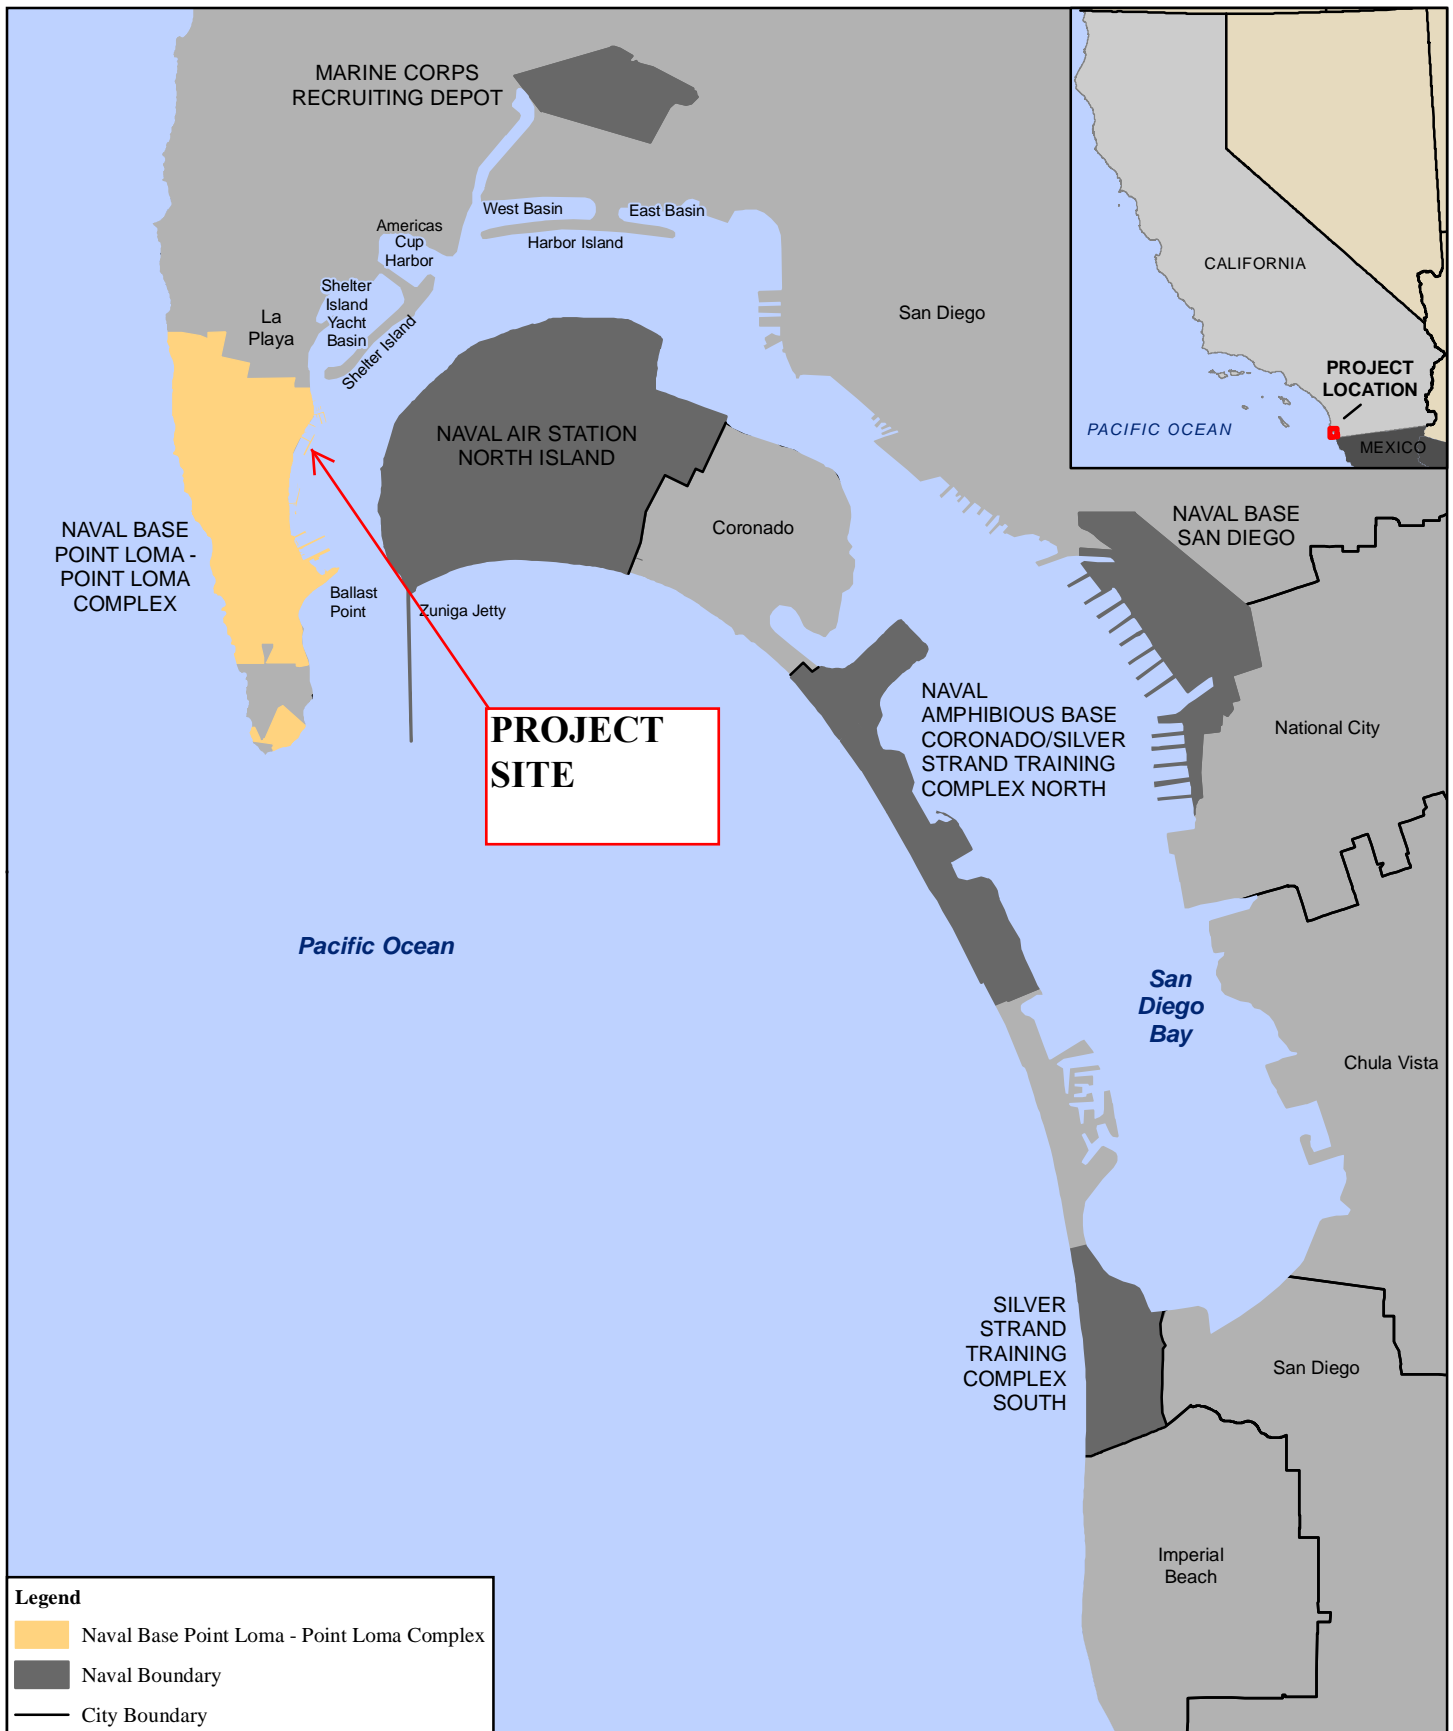 MARINE CORPS
RECRUITING DEPOT
West Basin
East Basin
Harbor Island
Americas
Cup
Harbor
Shelter
Island
Yacht
Basin
Shelter Island
La
Playa
San Diego
CALIFORNIA
PROJECT
LOCATION
PACIFIC OCEAN
MEXICO
NAVAL AIR STATION
NORTH ISLAND
Coronado
NAVAL BASE
POINT LOMA -
POINT LOMA
COMPLEX
Ballast
Point
Zuniga Jetty
NAVAL BASE
SAN DIEGO
PROJECT
SITE
NAVAL
AMPHIBIOUS BASE
CORONADO/SILVER
STRAND TRAINING
COMPLEX NORTH
National City
Pacific Ocean
San
Diego
Bay
Chula Vista
SILVER
STRAND
TRAINING
COMPLEX
SOUTH
San Diego
Imperial
Beach
Legend
Naval Base Point Loma - Point Loma Complex
Naval Boundary
City Boundary